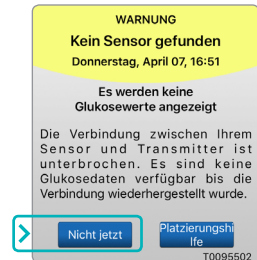 WARNUNG
Kein Sensor gefunden
Donnerstag, April 07, 16:51
Es werden keine
Glukosewerte angezeigt
Die Verbindung zwischen Ihrem
Sensor und Transmitter ist
unterbrochen. Es sind keine
Glukosedaten verfügbar bis die
Verbindung wiederhergestellt wurde.
Nicht jetzt
Platzierungshi
lfe
T0095502